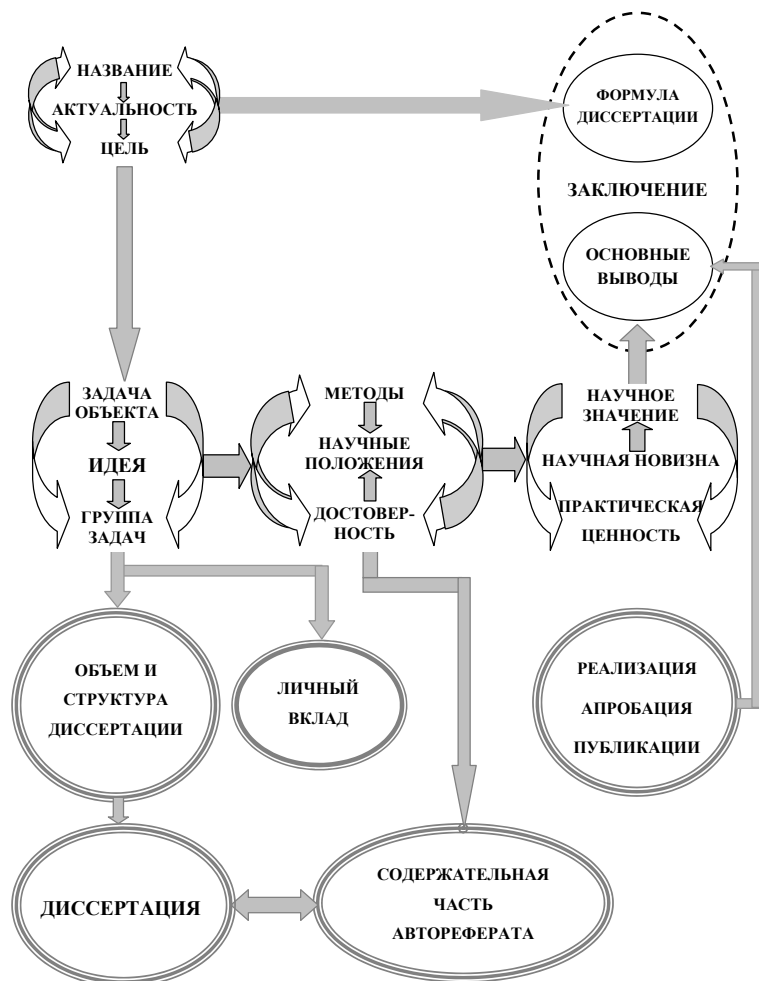 НАЗВАНИЕ
АКТУАЛЬНОСТЬ
ЦЕЛЬ
ФОРМУЛА
ДИССЕРТАЦИИ
ЗАКЛЮЧЕНИЕ
ОСНОВНЫЕ
ВЫВОДЫ
ЗАДАЧА
ОБЪЕКТА
ИДЕЯ
ГРУППА
ЗАДАЧ
МЕТОДЫ
НАУЧНЫЕ
ПОЛОЖЕНИЯ
ДОСТОВЕР-
НОСТЬ
НАУЧНОЕ
ЗНАЧЕНИЕ
НАУЧНАЯ НОВИЗНА
ПРАКТИЧЕСКАЯ
ЦЕННОСТЬ
ОБЪЕМ И
СТРУКТУРА
ДИССЕРТАЦИИ
ЛИЧНЫЙ
ВКЛАД
РЕАЛИЗАЦИЯ
АПРОБАЦИЯ
ПУБЛИКАЦИИ
ДИССЕРТАЦИЯ
СОДЕРЖАТЕЛЬНАЯ
ЧАСТЬ
АВТОРЕФЕРАТА